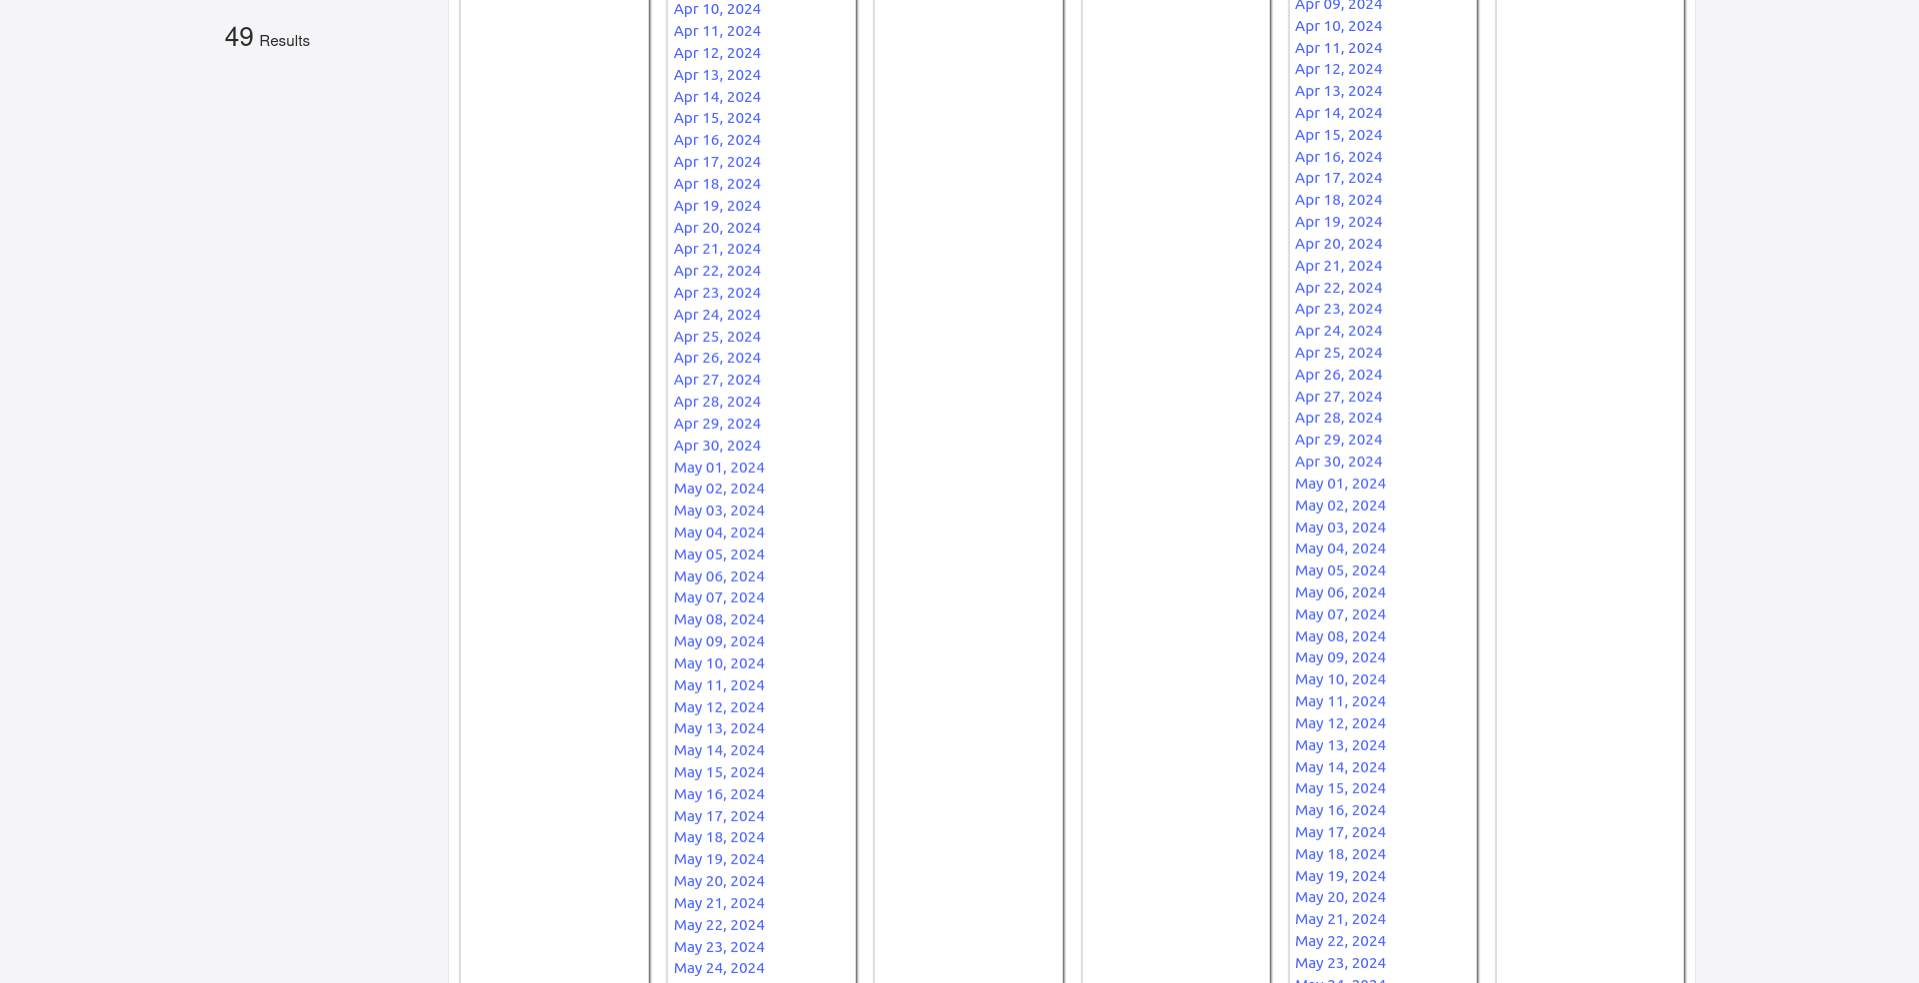 49 Results
Apr 10, 2024
Apr 11, 2024
Apr 12, 2024
Apr 13, 2024
Apr 14, 2024
Apr 15, 2024
Apr 16, 2024
Apr 17, 2024
Apr 18, 2024
Apr 19, 2024
Apr 20, 2024
Apr 21, 2024
Apr 22, 2024
Apr 23, 2024
Apr 24, 2024
Apr 25, 2024
Apr 26, 2024
Apr 27, 2024
Apr 28, 2024
Apr 29, 2024
Apr 30, 2024
May 01, 2024
May 02, 2024
May 03, 2024
May 04, 2024
May 05, 2024
May 06, 2024
May 07, 2024
May 08, 2024
May 09, 2024
May 10, 2024
May 11, 2024
May 12, 2024
May 13, 2024
May 14, 2024
May 15, 2024
May 16, 2024
May 17, 2024
May 18, 2024
May 19, 2024
May 20, 2024
May 21, 2024
May 22, 2024
May 23, 2024
May 24, 2024
Apr 09, 2024
Apr 10, 2024
Apr 11, 2024
Apr 12, 2024
Apr 13, 2024
Apr 14, 2024
Apr 15, 2024
Apr 16, 2024
Apr 17, 2024
Apr 18, 2024
Apr 19, 2024
Apr 20, 2024
Apr 21, 2024
Apr 22, 2024
Apr 23, 2024
Apr 24, 2024
Apr 25, 2024
Apr 26, 2024
Apr 27, 2024
Apr 28, 2024
Apr 29, 2024
Apr 30, 2024
May 01, 2024
May 02, 2024
May 03, 2024
May 04, 2024
May 05, 2024
May 06, 2024
May 07, 2024
May 08, 2024
May 09, 2024
May 10, 2024
May 11, 2024
May 12, 2024
May 13, 2024
May 14, 2024
May 15, 2024
May 16, 2024
May 17, 2024
May 18, 2024
May 19, 2024
May 20, 2024
May 21, 2024
May 22, 2024
May 23, 2024